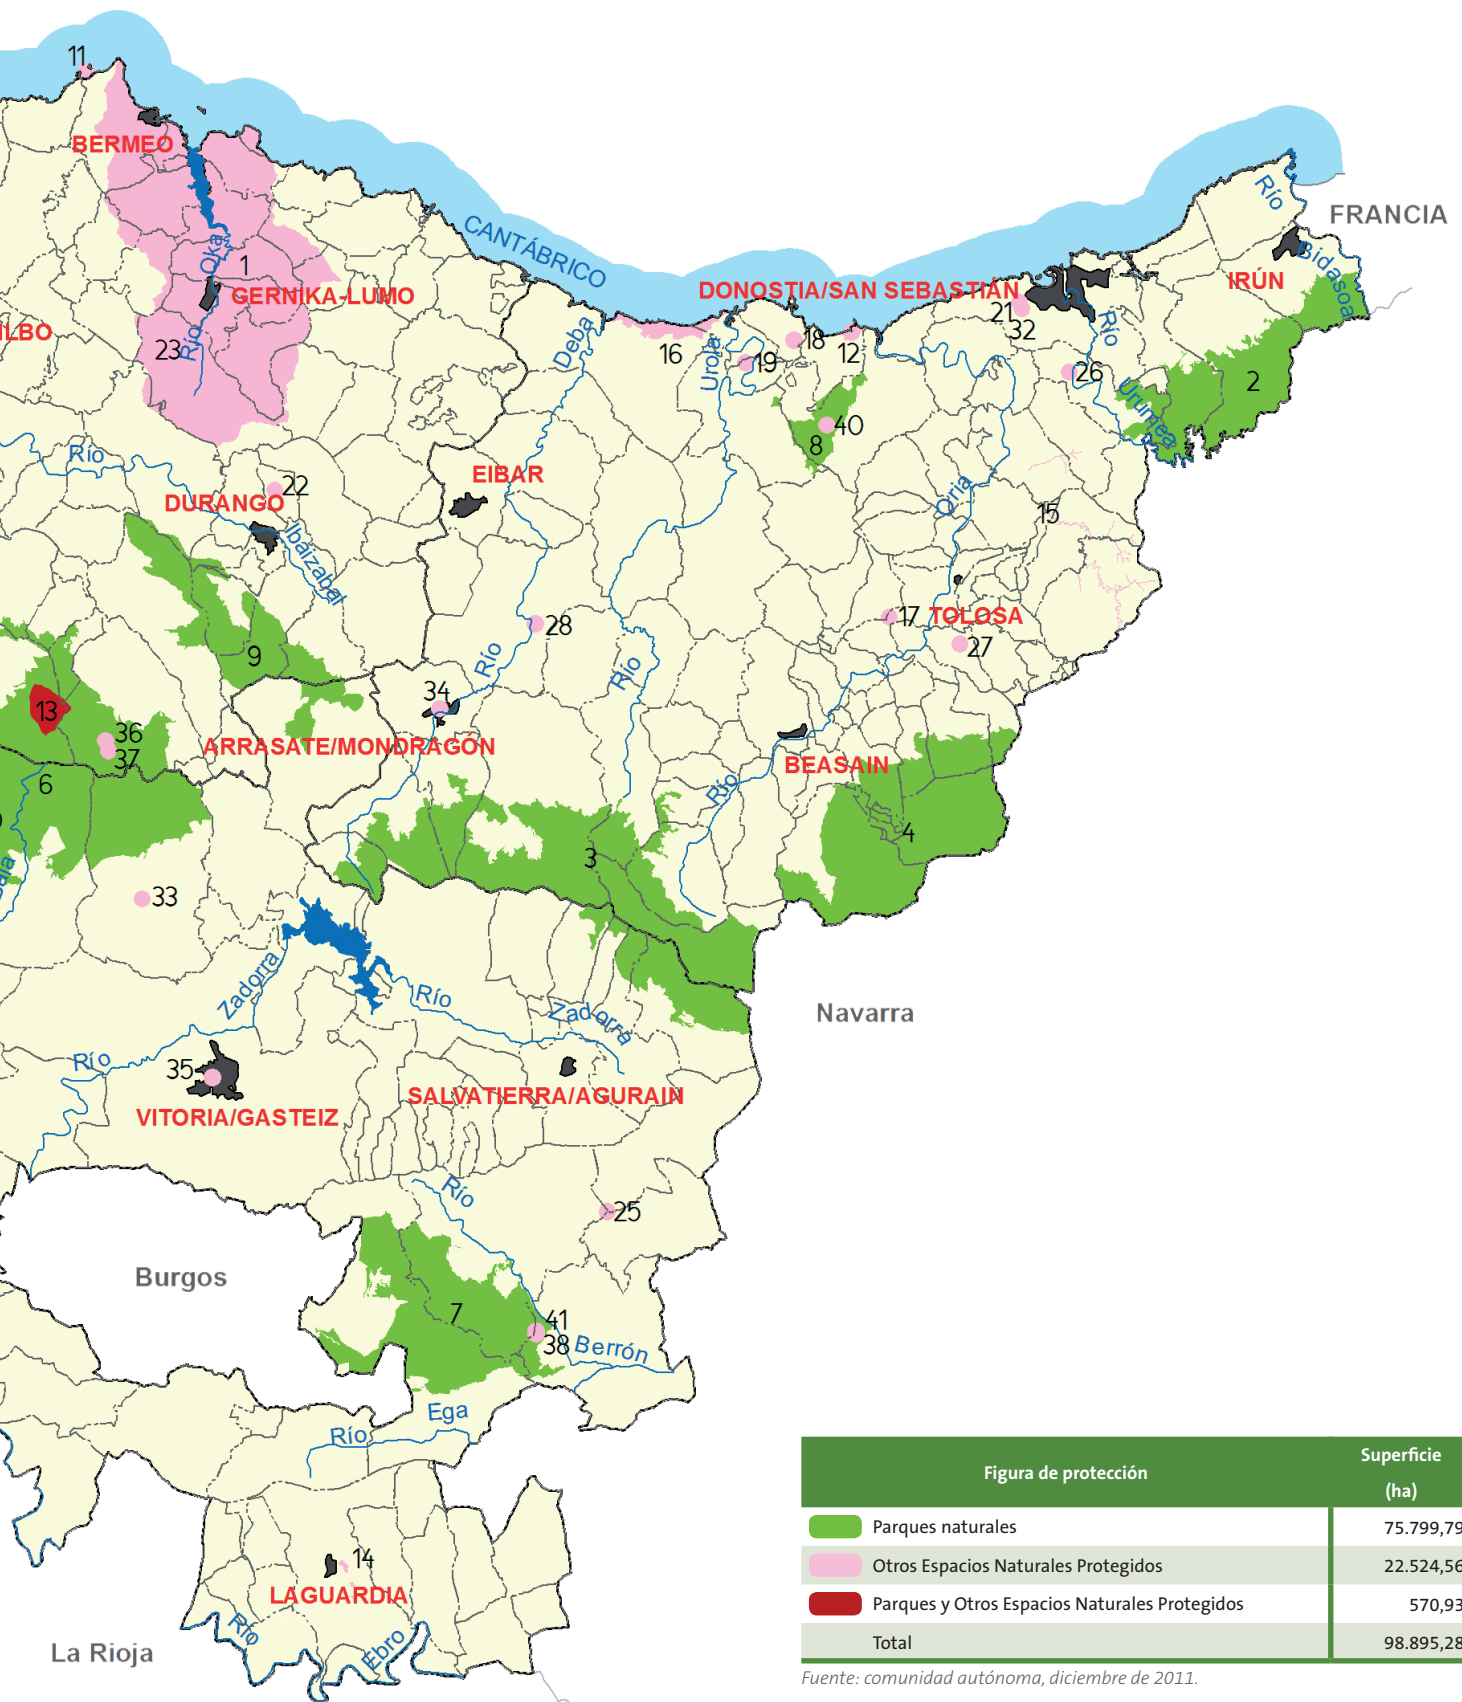 11
BERMEO
CANTÁBRICO
Río
FRANCIA
Bidasoa
IRÚN
1
Oka
GERNIKA-LUMO
DONOSTIA/SAN SEBASTIÁN
21
32
Río
ILBO
23
Río
Deba
16
Urola
19
18
12
26
2
Urumea
8
40
Río
22
DURANGO
EIBAR
Ibaizabal
Oria
15
9
28
17
TOLOSA
27
Río
Río
34
13
36
37
ARRASATE/MONDRAGÓN
BEASAIN
6
Río
3
4
33
Zadorra
Río
Zadorra
Navarra
Río
35
SALVATIERRA/AGURAIN
VITORIA/GASTEIZ
Río
25
Burgos
7
41
38
Berrón
Ega
Río
14
LAGUARDIA
Río
Ebro
La Rioja
Figura de protección Superficie (ha)
Parques naturales 75.799,79
Otros Espacios Naturales Protegidos 22.524,56
Parques y Otros Espacios Naturales Protegidos 570,93
Total 98.895,28
Fuente: comunidad autónoma, diciembre de 2011.